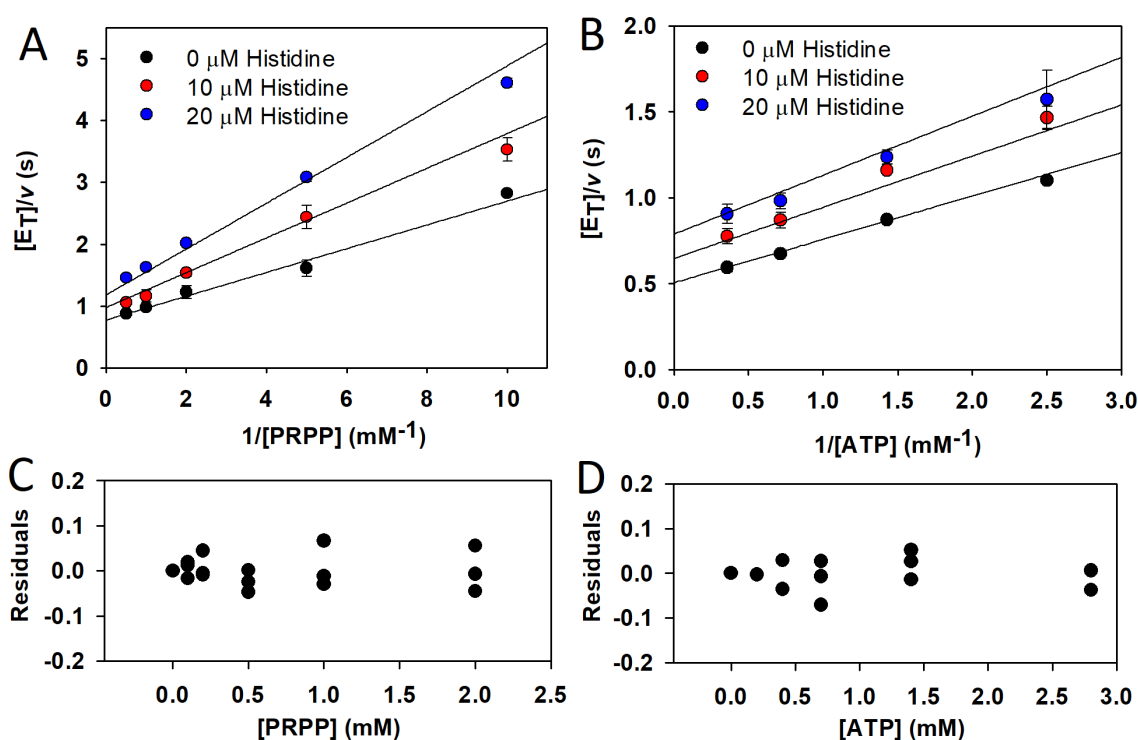 A
0 μM Histidine
10 μM Histidine
20 μM Histidine
[ET]/v (s)
5
4
3
2
1
0
0 2 4 6 8 10
1/[PRPP] (mM-1)
B
0 μM Histidine
10 μM Histidine
20 μM Histidine
[ET]/v (s)
2.0
1.5
1.0
0.5
0.0
0.0 0.5 1.0 1.5 2.0 2.5 3.0
1/[ATP] (mM-1)
C
Residuals
0.2
0.1
0.0
-0.1
-0.2
0.0 0.5 1.0 1.5 2.0 2.5
[PRPP] (mM)
D
Residuals
0.2
0.1
0.0
-0.1
-0.2
0.0 0.5 1.0 1.5 2.0 2.5 3.0
[ATP] (mM)